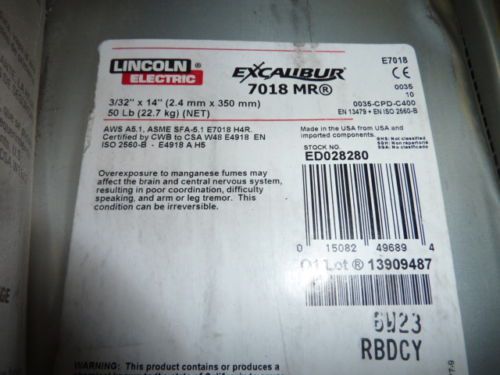 E7018
LINCOLN
ELECTRIC
EXCALIBUR
7018 MR®
CE
0035
10
3/32" x 14" (2.4 mm x 350 mm)
50 Lb (22.7 kg) (NET)
0035-CPD-C400
EN 13479 • EN ISO 2560-B
AWS A5.1, ASME SFA-5.1 E7018 H4R.
Certified by CWB to CSA W48 E4918 EN
ISO 2560-B - E4918 A H5
Made in the USA from USA and
imported components.
STOCK NO.
ED028280
Overexposure to manganese fumes may
affect the brain and central nervous system,
resulting in poor coordination, difficulty
speaking, and arm or leg tremor. This
condition can be irreversible.
0 15082 49689 4
Q1 Lot ® 13909487
6W23
RBDCY
WARNING: This product contains or produces a